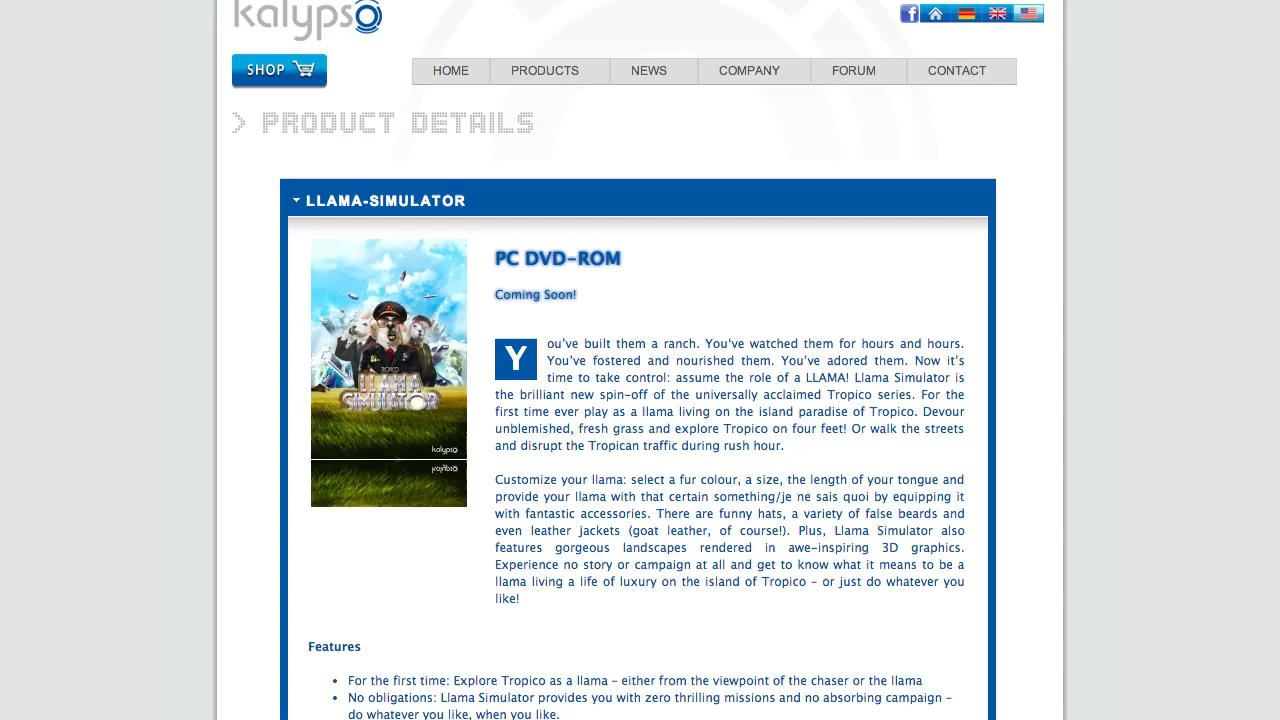 kalypso
SHOP
HOME PRODUCTS NEWS COMPANY FORUM CONTACT
> PRODUCT DETAILS
LLAMA-SIMULATOR
TROPICO
LLAMA
SIMULATOR
kalypso
PC DVD-ROM
Coming Soon!
You’ve built them a ranch. You‘ve watched them for hours and hours.
You’ve fostered and nourished them. You’ve adored them. Now it’s
time to take control: assume the role of a LLAMA! Llama Simulator is
the brilliant new spin-off of the universally acclaimed Tropico series. For the
first time ever play as a llama living on the island paradise of Tropico. Devour
unblemished, fresh grass and explore Tropico on four feet! Or walk the streets
and disrupt the Tropican traffic during rush hour.
Customize your llama: select a fur colour, a size, the length of your tongue and
provide your llama with that certain something/je ne sais quoi by equipping it
with fantastic accessories. There are funny hats, a variety of false beards and
even leather jackets (goat leather, of course!). Plus, Llama Simulator also
features gorgeous landscapes rendered in awe-inspiring 3D graphics.
Experience no story or campaign at all and get to know what it means to be a
llama living a life of luxury on the island of Tropico – or just do whatever you
like!
Features
• For the first time: Explore Tropico as a llama – either from the viewpoint of the chaser or the llama
• No obligations: Llama Simulator provides you with zero thrilling missions and no absorbing campaign –
do whatever you like, when you like.